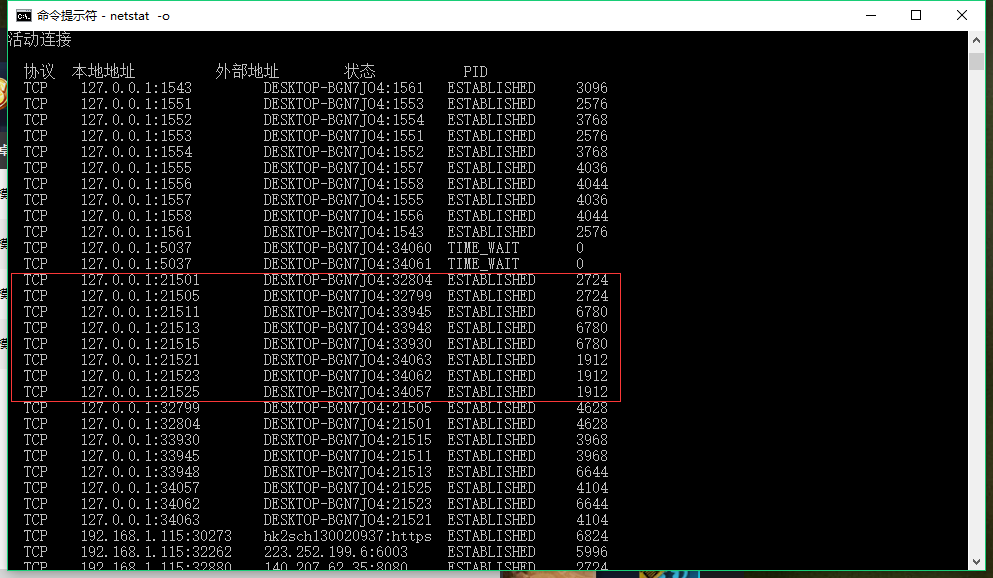 命令提示符 - netstat -o
活动连接
协议 本地地址 外部地址 状态 PID
TCP 127.0.0.1:1543 DESKTOP-BGN7JO4:1561 ESTABLISHED 3096
TCP 127.0.0.1:1551 DESKTOP-BGN7JO4:1553 ESTABLISHED 2576
TCP 127.0.0.1:1552 DESKTOP-BGN7JO4:1554 ESTABLISHED 3768
TCP 127.0.0.1:1553 DESKTOP-BGN7JO4:1551 ESTABLISHED 2576
TCP 127.0.0.1:1554 DESKTOP-BGN7JO4:1552 ESTABLISHED 3768
TCP 127.0.0.1:1555 DESKTOP-BGN7JO4:1557 ESTABLISHED 4036
TCP 127.0.0.1:1556 DESKTOP-BGN7JO4:1558 ESTABLISHED 4044
TCP 127.0.0.1:1557 DESKTOP-BGN7JO4:1555 ESTABLISHED 4036
TCP 127.0.0.1:1558 DESKTOP-BGN7JO4:1556 ESTABLISHED 4044
TCP 127.0.0.1:1561 DESKTOP-BGN7JO4:1543 ESTABLISHED 2576
TCP 127.0.0.1:5037 DESKTOP-BGN7JO4:34060 TIME_WAIT 0
TCP 127.0.0.1:5037 DESKTOP-BGN7JO4:34061 TIME_WAIT 0
TCP 127.0.0.1:21501 DESKTOP-BGN7JO4:32804 ESTABLISHED 2724
TCP 127.0.0.1:21505 DESKTOP-BGN7JO4:32799 ESTABLISHED 2724
TCP 127.0.0.1:21511 DESKTOP-BGN7JO4:33945 ESTABLISHED 6780
TCP 127.0.0.1:21513 DESKTOP-BGN7JO4:33948 ESTABLISHED 6780
TCP 127.0.0.1:21515 DESKTOP-BGN7JO4:33930 ESTABLISHED 6780
TCP 127.0.0.1:21521 DESKTOP-BGN7JO4:34063 ESTABLISHED 1912
TCP 127.0.0.1:21523 DESKTOP-BGN7JO4:34062 ESTABLISHED 1912
TCP 127.0.0.1:21525 DESKTOP-BGN7JO4:34057 ESTABLISHED 1912
TCP 127.0.0.1:32799 DESKTOP-BGN7JO4:21505 ESTABLISHED 4628
TCP 127.0.0.1:32804 DESKTOP-BGN7JO4:21501 ESTABLISHED 4628
TCP 127.0.0.1:33930 DESKTOP-BGN7JO4:21515 ESTABLISHED 3968
TCP 127.0.0.1:33945 DESKTOP-BGN7JO4:21511 ESTABLISHED 3968
TCP 127.0.0.1:33948 DESKTOP-BGN7JO4:21513 ESTABLISHED 6644
TCP 127.0.0.1:34057 DESKTOP-BGN7JO4:21525 ESTABLISHED 4104
TCP 127.0.0.1:34062 DESKTOP-BGN7JO4:21523 ESTABLISHED 6644
TCP 127.0.0.1:34063 DESKTOP-BGN7JO4:21521 ESTABLISHED 4104
TCP 192.168.1.115:30273 hk2sch130020937:https ESTABLISHED 6824
TCP 192.168.1.115:32262 223.252.199.6:6003 ESTABLISHED 5996
TCP 192.168.1.115:32880 140.207.62.35:8080 ESTABLISHED 2724